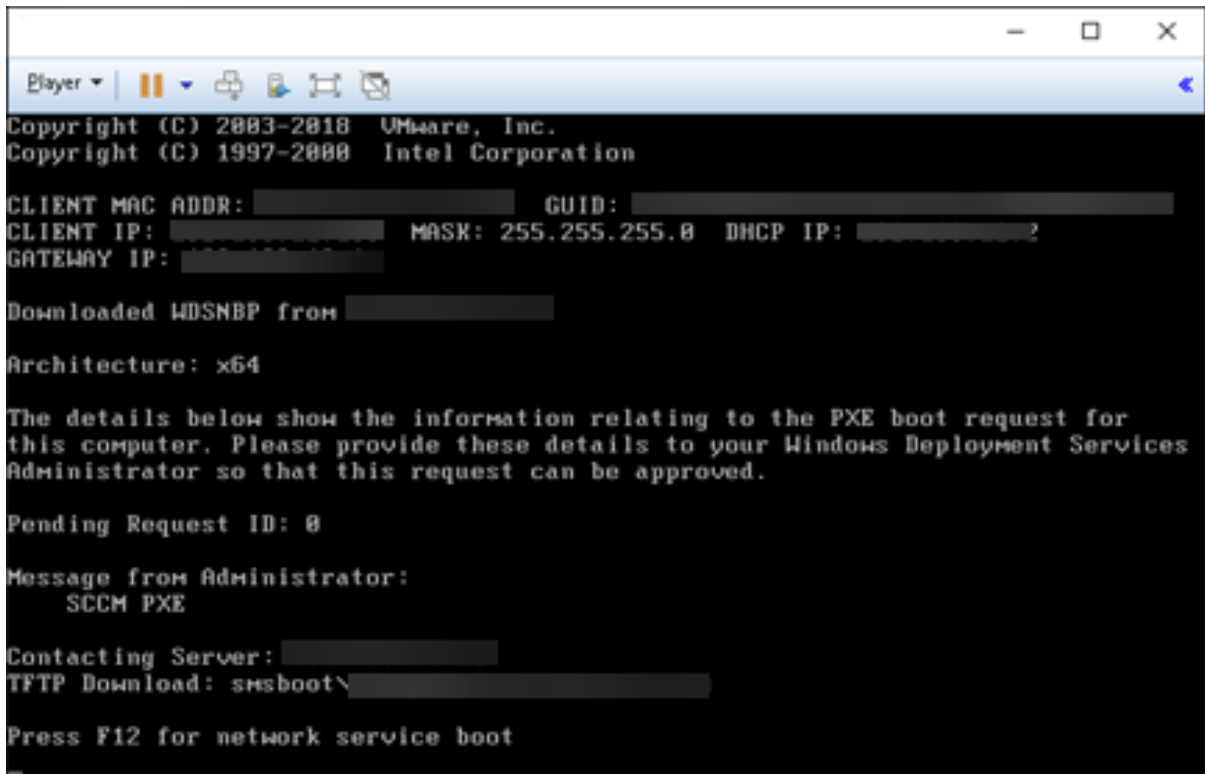 Player
Copyright (C) 2003-2018 VMware, Inc.
Copyright (C) 1997-2000 Intel Corporation
CLIENT MAC ADDR: GUID:
CLIENT IP: MASK: 255.255.255.0 DHCP IP:
GATEWAY IP:
Downloaded WDSNBP from
Architecture: x64
The details below show the information relating to the PXE boot request for
this computer. Please provide these details to your Windows Deployment Services
Administrator so that this request can be approved.
Pending Request ID: 0
Message from Administrator:
SCCM PXE
Contacting Server:
TFTP Download: smsboot\
Press F12 for network service boot